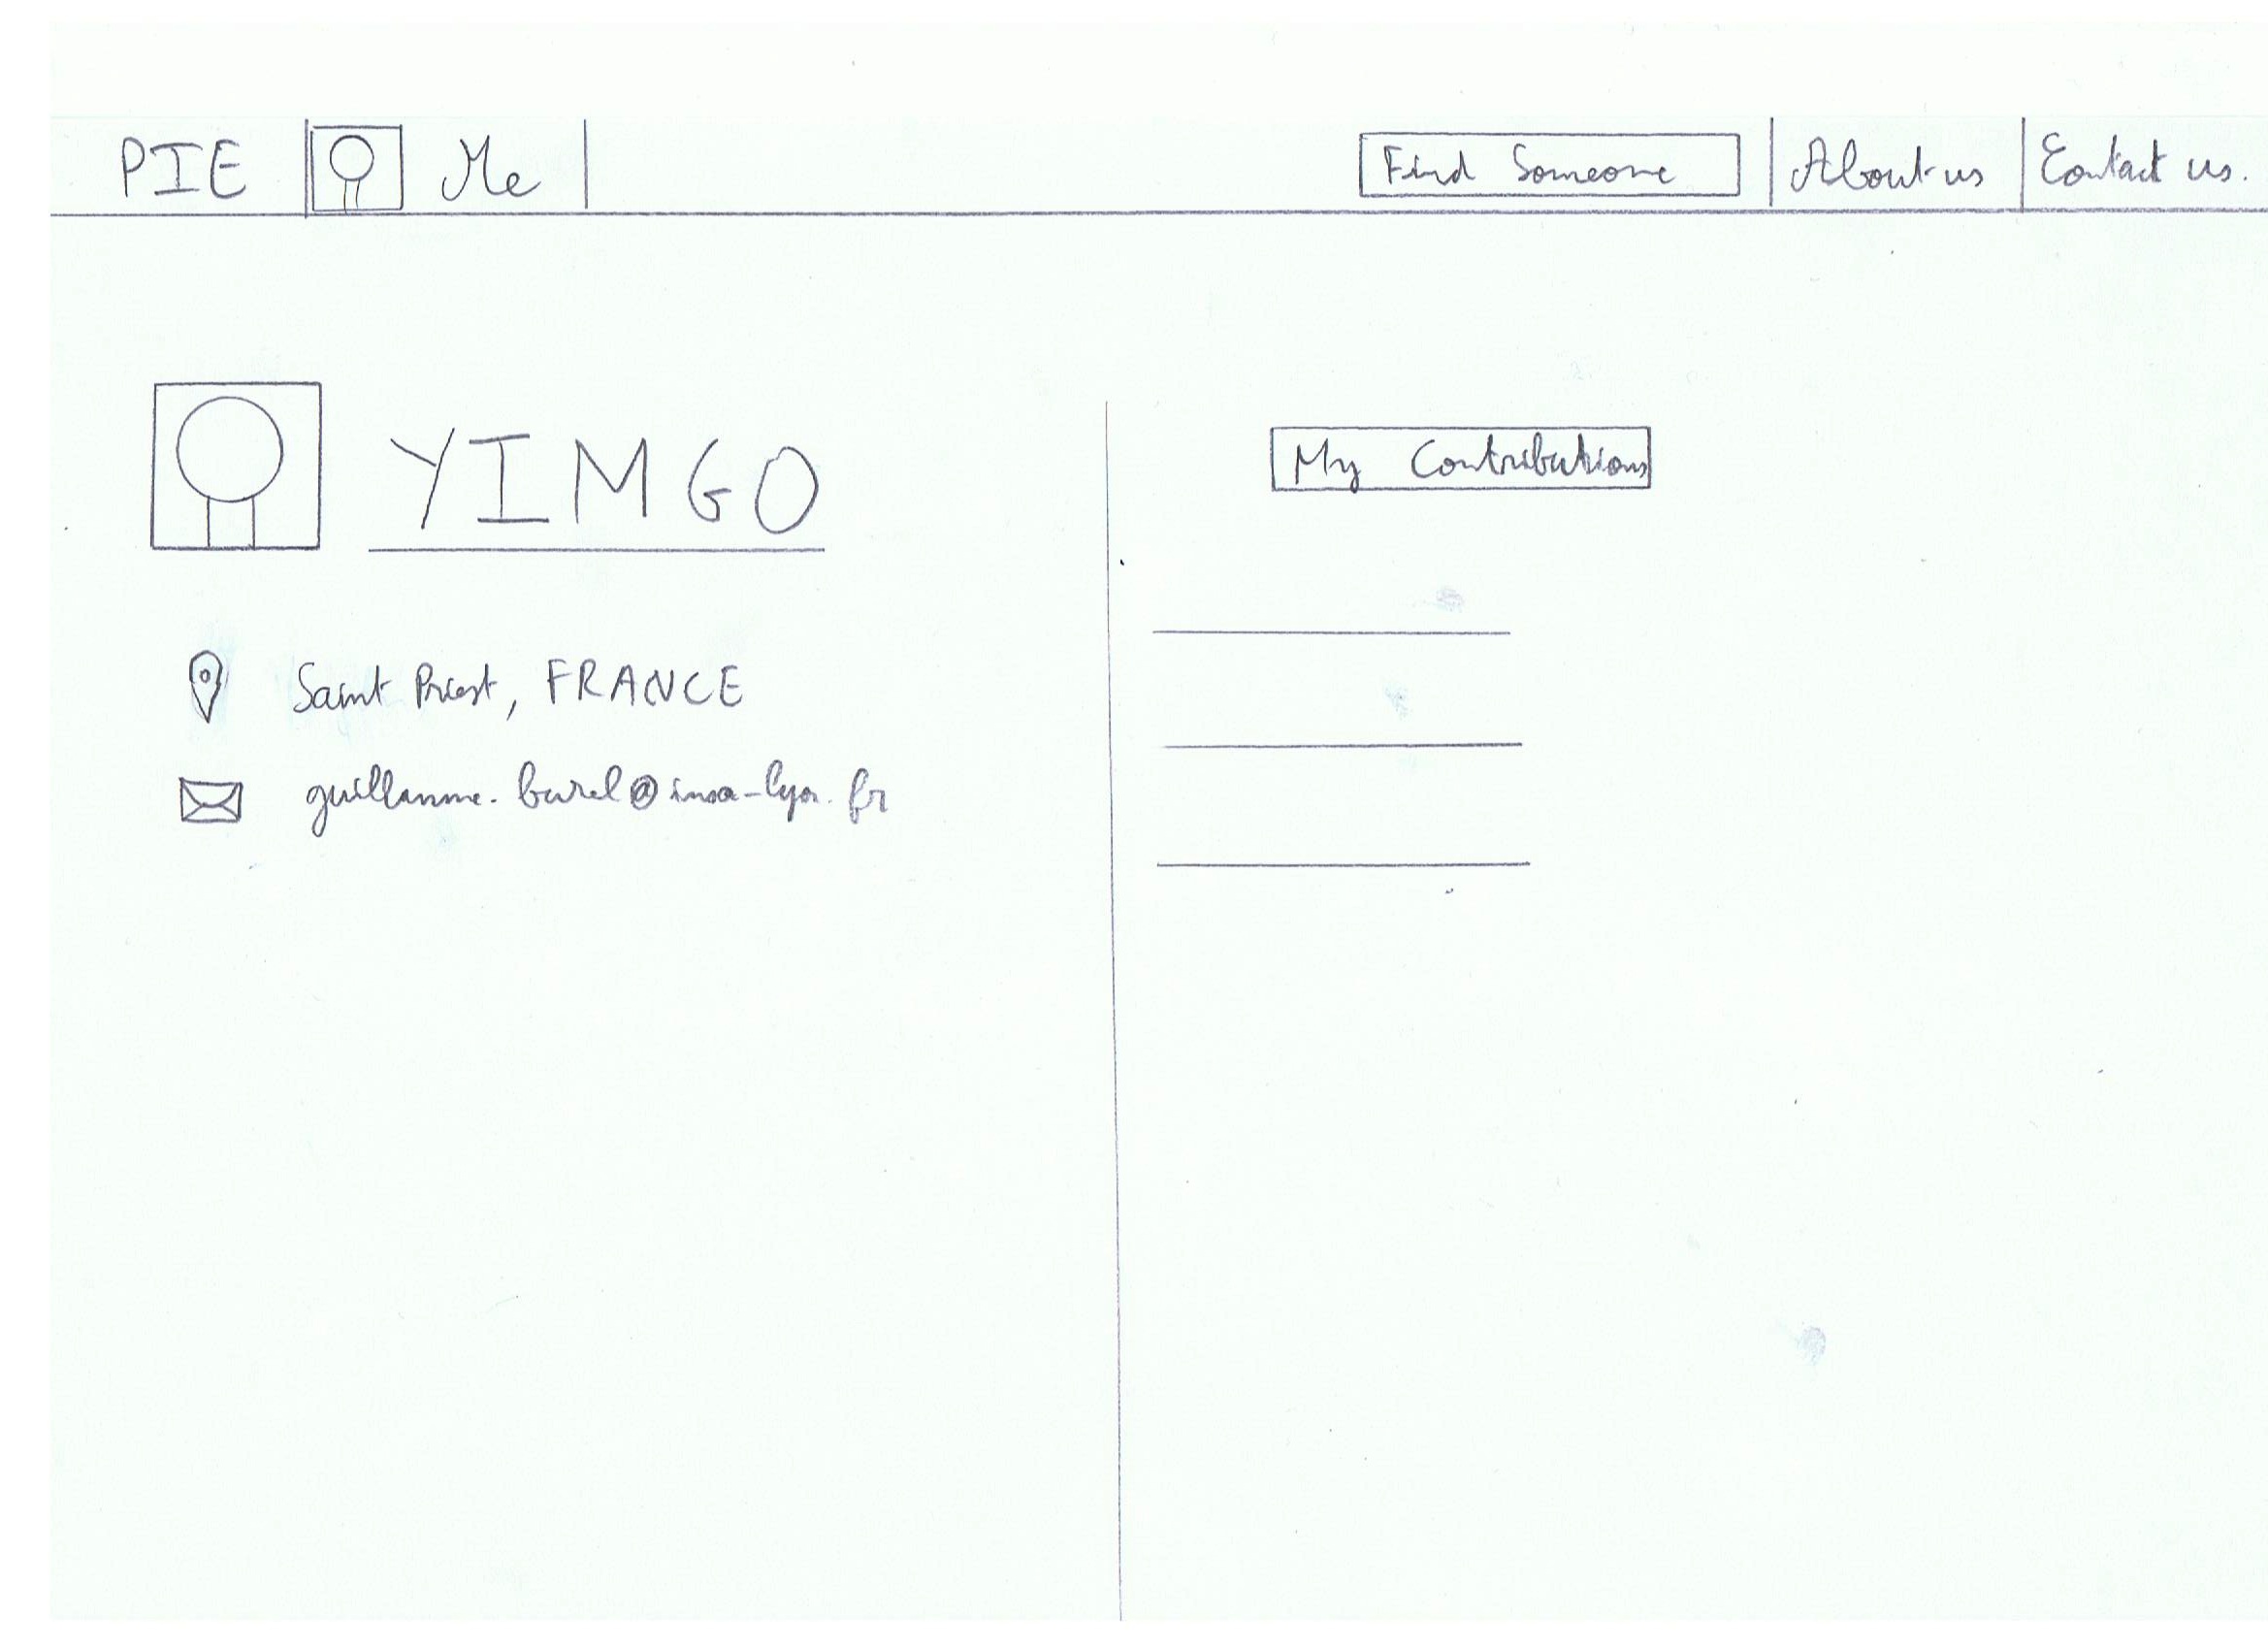 PIE Me Find Someone About us Contact us.
YIMGO
My Contributions
Saint Priest, FRANCE
guillaume.burel@insa-lyon.fr